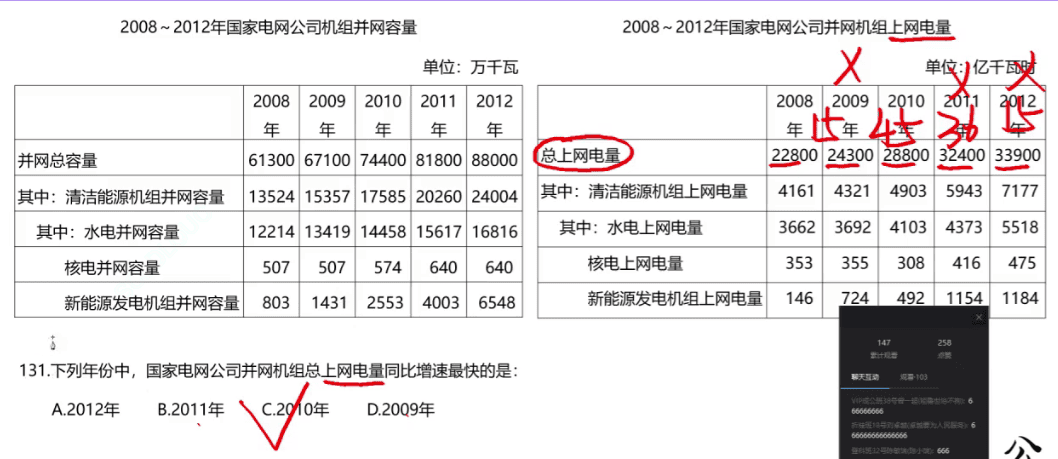 2008～2012年国家电网公司机组并网容量
单位：万千瓦
2008年 2009年 2010年 2011年 2012年
并网总容量 61300 67100 74400 81800 88000
其中：清洁能源机组并网容量 13524 15357 17585 20260 24004
其中：水电并网容量 12214 13419 14458 15617 16816
核电并网容量 507 507 574 640 640
新能源发电机组并网容量 803 1431 2553 4003 6548
2008～2012年国家电网公司并网机组上网电量
单位：亿千瓦时
X X X
2008年 2009年 2010年 2011年 2012年
15 45 36 15
总上网电量 22800 24300 28800 32400 33900
其中：清洁能源机组上网电量 4161 4321 4903 5943 7177
其中：水电上网电量 3662 3692 4103 4373 5518
核电上网电量 353 355 308 416 475
新能源发电机组上网电量 146 724 492 1154 1184
131.下列年份中，国家电网公司并网机组总上网电量同比增速最快的是：
A.2012年 B.2011年 C.2010年 D.2009年
147 258
累计观看 点赞
聊天互动 观看·103
6
66666666
6
66666666666666
666
公